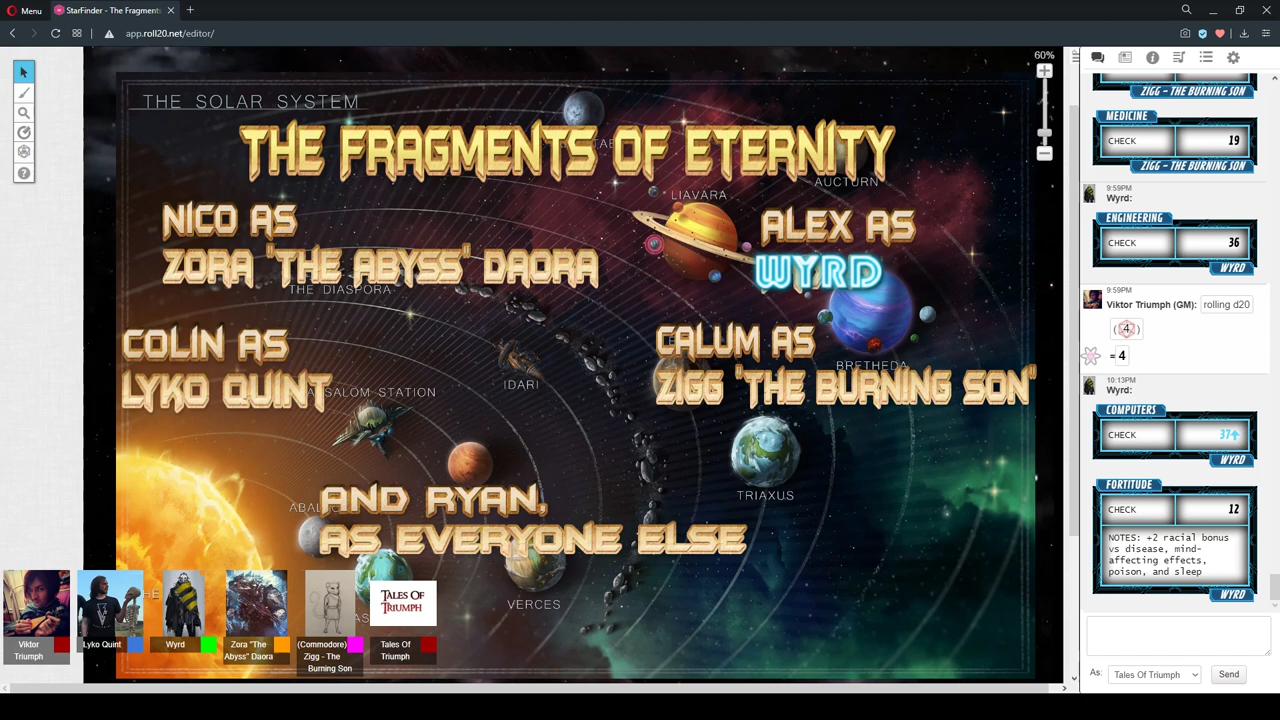 Menu
StarFinder - The Fragment
app.roll20.net/editor/
60%
THE SOLAR SYSTEM
THE FRAGMENTS OF ETERNITY
AUCTURN
LIAVARA
NICO AS
ZORA "THE ABYSS" DAORA
ALEX AS
WYRD
THE DIASPORA
COLIN AS
LYKO QUINT
CALUM AS
ZIGG "THE BURNING SON"
BRETHEDA
IDARI
SALOM STATION
TRIAXUS
AND RYAN,
AS EVERYONE ELSE
VERCES
Viktor Triumph
Lyko Quint
Wyrd
Zora "The Abyss" Daora
(Commodore) Zigg - The Burning Son
TALES OF TRIUMPH
Tales Of Triumph
ZIGG - THE BURNING SON
MEDICINE
CHECK 19
ZIGG - THE BURNING SON
9:59PM
Wyrd:
ENGINEERING
CHECK 36
WYRD
9:59PM
Viktor Triumph (GM): rolling d20
(4)
= 4
10:13PM
Wyrd:
COMPUTERS
CHECK 37
WYRD
FORTITUDE
CHECK 12
NOTES: +2 racial bonus
vs disease, mind-
affecting effects,
poison, and sleep
WYRD
As: Tales Of Triumph Send